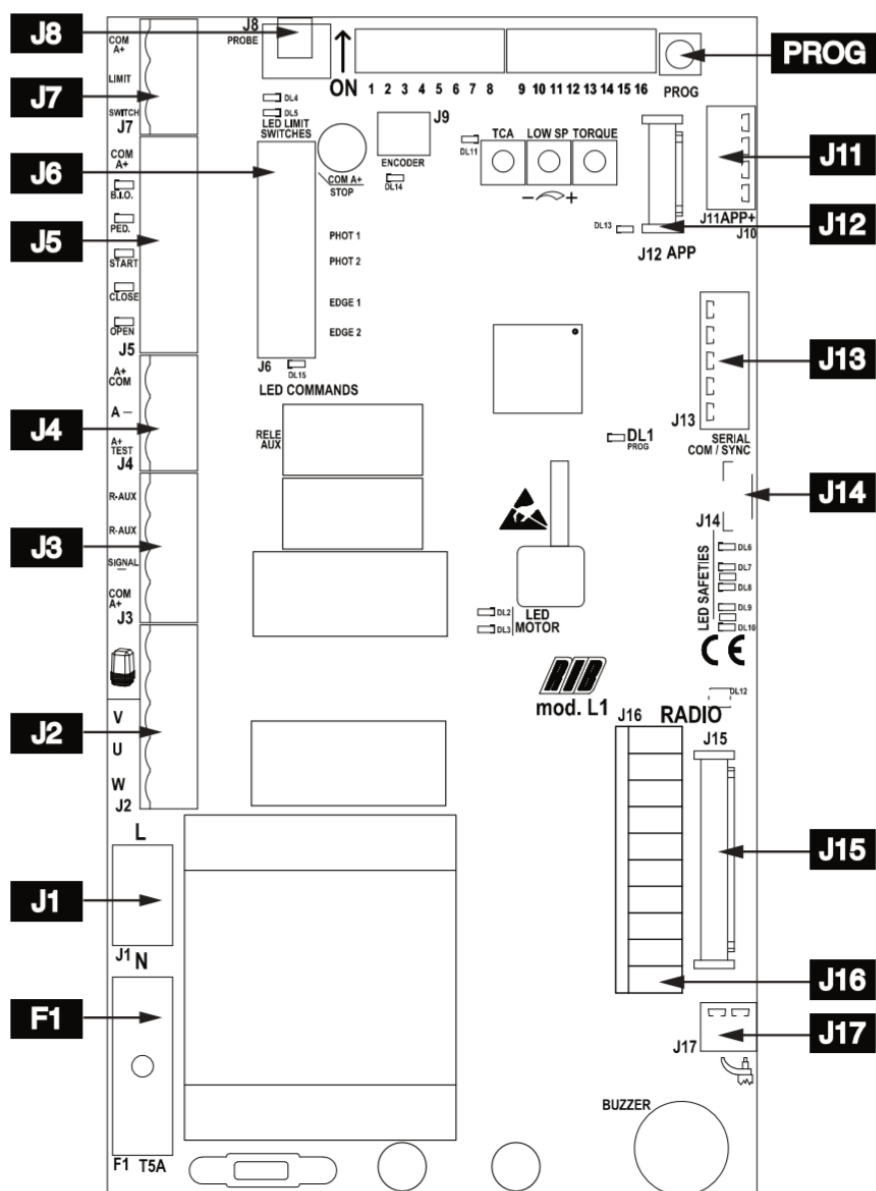 J8
J7
J6
J5
J4
J3
J2
J1
F1
PROG
J11
J12
J13
J14
J15
J16
J17
COM
A+
LIMIT
SWITCH
J7
COM
A+
B.I.O.
PED.
START
CLOSE
OPEN
J5
A+
COM
A –
A+
TEST
J4
R-AUX
R-AUX
SIGNAL
–
COM
A+
J3
V
U
W
J2
L
J1
N
F1 T5A
J8
PROBE
ON
1 2 3 4 5 6 7 8 9 10 11 12 13 14 15 16
PROG
DL4
DL5
LED LIMIT
SWITCHES
J9
ENCODER
DL14
COM A+
STOP
PHOT 1
PHOT 2
EDGE 1
EDGE 2
J6
DL15
LED COMMANDS
TCA LOW SP TORQUE
DL11
– +
DL13
J12 APP
J11 APP+
J10
RELE
AUX
DL1
PROG
J13
SERIAL
COM / SYNC
J14
LED SAFETIES
DL6
DL7
DL8
DL9
DL10
CE
DL2
DL3
LED
MOTOR
RIB
mod. L1
DL12
J16 RADIO
J15
J17
BUZZER